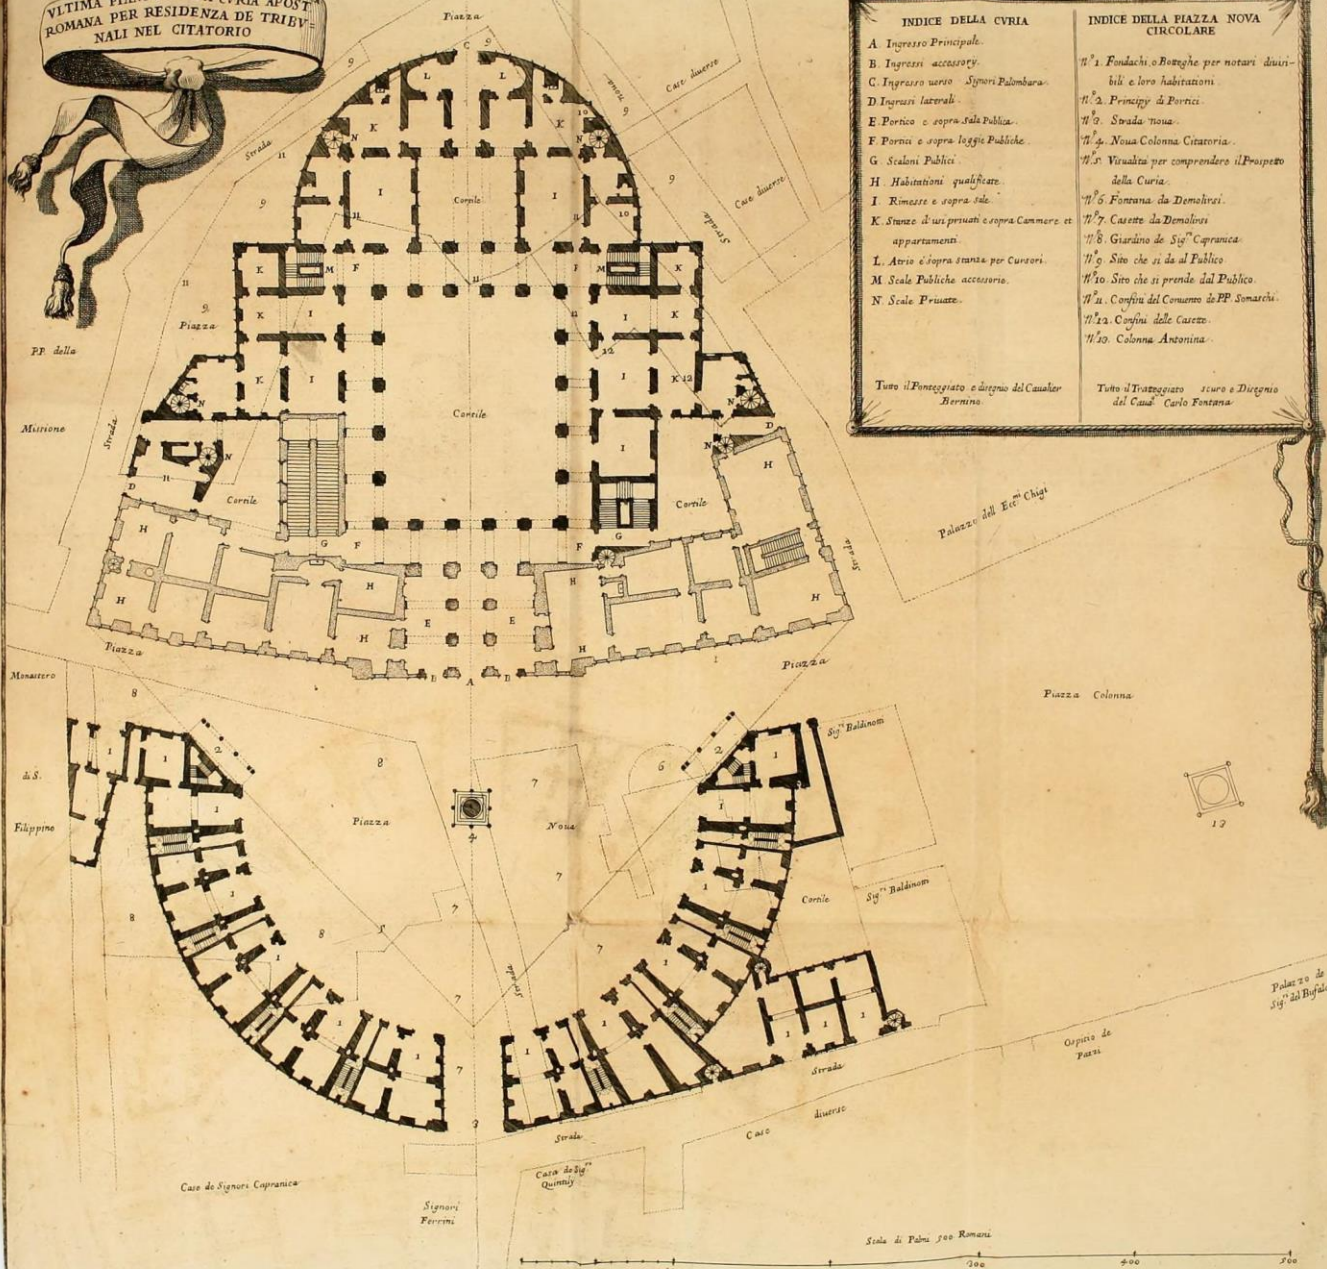 VLTIMA CVRIA APOST
ROMANA PER RESIDENZA DE TRIBV=
NALI NEL CITATORIO
INDICE DELLA CVRIA
A. Ingresso Principale.
B. Ingressi accessory.
C. Ingresso uerso Signori Palombara.
D. Ingressi laterali.
E. Portico e sopra sala Publica.
F. Portici e sopra loggie Publiche.
G. Scaloni Publici.
H. Habitationi qualificate.
I. Rimesse e sopra sale.
K. Stanze d'usi priuati e sopra Cammere et
appartamenti.
L. Atrio e sopra stanza per Cursori.
M. Scale Publiche accessorie.
N. Scale Priuate.
Tutto il Ponteggiato e disegnio del Caualier
Bernino.
INDICE DELLA PIAZZA NOVA
CIRCOLARE
N.º 1. Fondachi, o Botteghe per notari diuisi-
bili e loro habitationi.
N.º 2. Principy di Portici.
N.º 3. Strada noua.
N.º 4. Noua Colonna Citatoria.
N.º 5. Visualita per comprendere il Prospetto
della Curia.
N.º 6. Fontana da Demolirsi.
N.º 7. Casette da Demolirsi
N.º 8. Giardino de Sig.ri Capranica.
N.º 9. Sito che si da al Publico
N.º 10. Sito che si prende dal Publico.
N.º 11. Confini del Conuento de PP. Somaschi.
N.º 12. Confini delle Casette.
N.º 13. Colonna Antonina.
Tutto il Tratteggiato scuro e Disegnio
del Caual.r Carlo Fontana
Piazza
Strada
noua
Case diuerse
Case diuerse
Strada
Cortile
Piazza
PP. della
Missione
Strada
Cortile
Cortile
Cortile
Strada
Palazzo dell Ecc.mi Chigi
Piazza
Piazza
Monastero
di S.
Filippino
Piazza Colonna
Sig.ri Baldinotti
Piazza
Noua
13
Cortile
Sig.ri Baldinotti
Strada
Palazzo de
Sig.ri del Bufalo
Ospitio de
Pazzi
Strada
Case diuerse
Strada
Case de Signori Capranica
Casa de Sig.ri
Quintily
Signori
Ferrini
Scala di Palmi 500 Romani
200 400 500